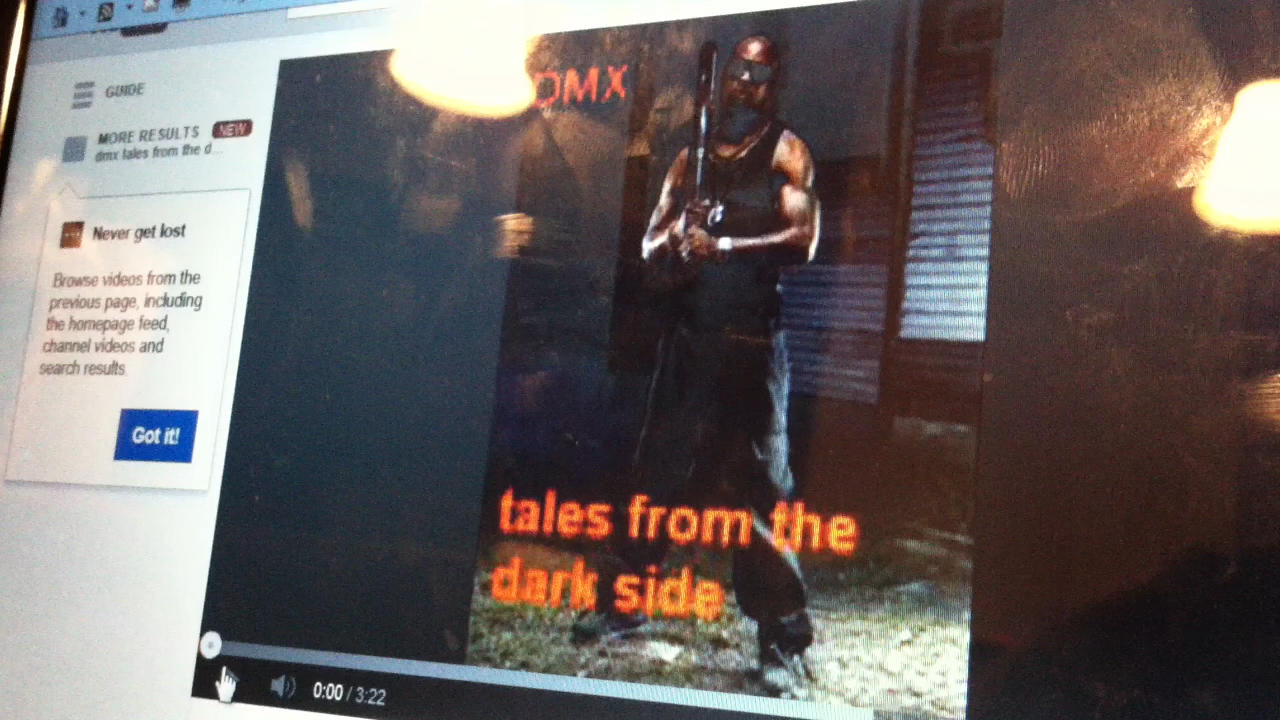 GUIDE
MORE RESULTS NEW
dmx tales from the d...
Never get lost
Browse videos from the
previous page, including
the homepage feed,
channel videos and
search results.
Got it!
DMX
tales from the
dark side
0:00 / 3:22